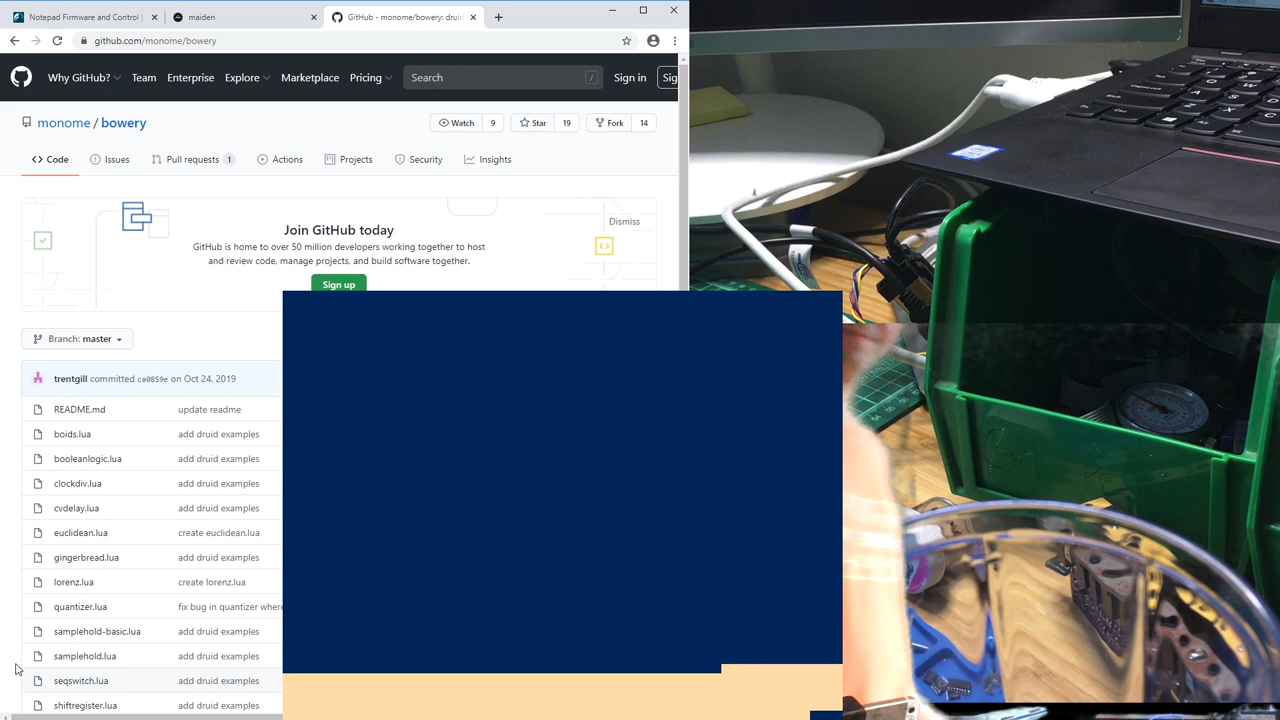 Notepad Firmware and Control |
maiden
GitHub - monome/bowery: druid
github.com/monome/bowery
Why GitHub? Team Enterprise Explore Marketplace Pricing Search / Sign in Sig
monome / bowery
Watch 9 Star 19 Fork 14
Code Issues Pull requests 1 Actions Projects Security Insights
Join GitHub today
Dismiss
GitHub is home to over 50 million developers working together to host
and review code, manage projects, and build software together.
Sign up
Branch: master
trentgill committed ca0859e on Oct 24, 2019
README.md update readme
boids.lua add druid examples
booleanlogic.lua add druid examples
clockdiv.lua add druid examples
cvdelay.lua add druid examples
euclidean.lua create euclidean.lua
gingerbread.lua add druid examples
lorenz.lua create lorenz.lua
quantizer.lua fix bug in quantizer where
samplehold-basic.lua add druid examples
samplehold.lua add druid examples
seqswitch.lua add druid examples
shiftregister.lua add druid examples